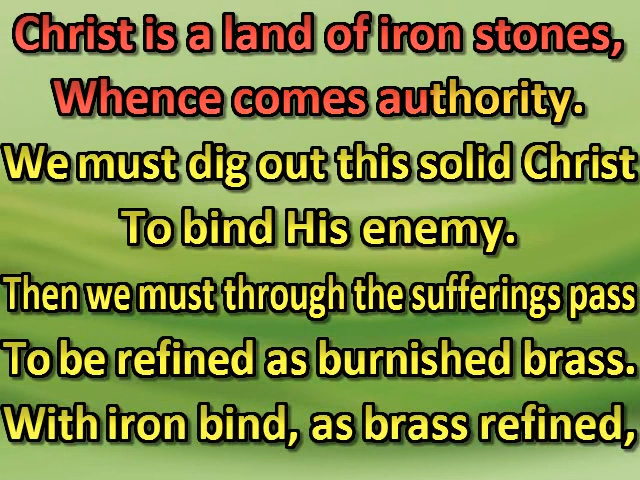 Christ is a land of iron stones,
Whence comes authority.
We must dig out this solid Christ
To bind His enemy.
Then we must through the sufferings pass
To be refined as burnished brass.
With iron bind, as brass refined,